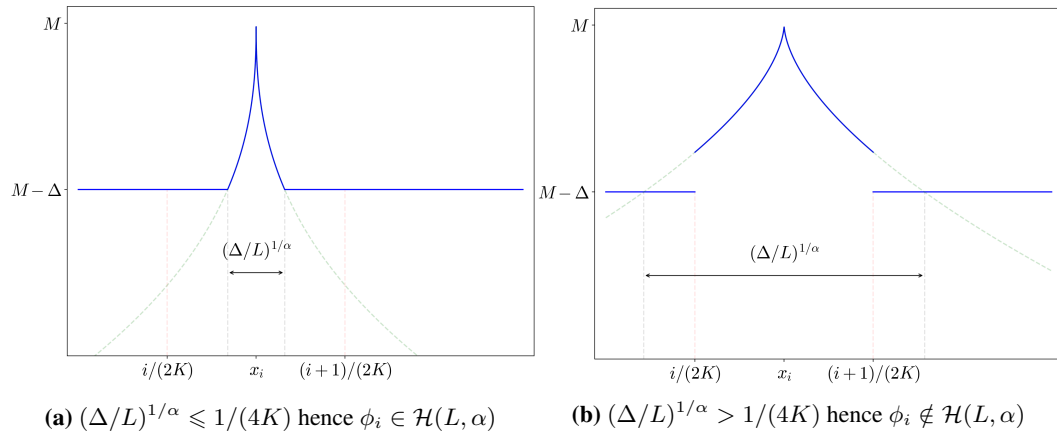 M
M
(Δ/L)^{1/α}
(Δ/L)^{1/α}
M − Δ
M − Δ
i/(2K) x_i (i+1)/(2K)
i/(2K) x_i (i+1)/(2K)
(a) (Δ/L)^{1/α} ⩽ 1/(4K) hence ϕ_i ∈ ℋ(L, α)
(b) (Δ/L)^{1/α} > 1/(4K) hence ϕ_i ∉ ℋ(L, α)